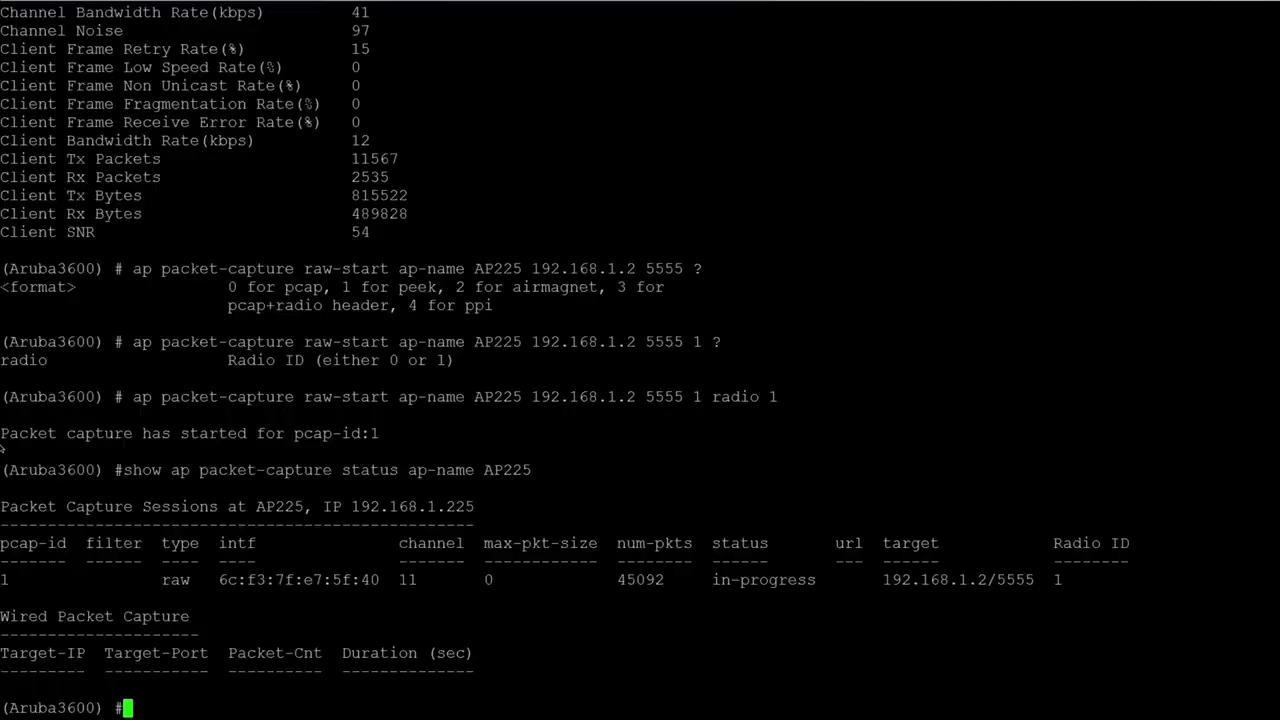 Channel Bandwidth Rate(kbps) 41
Channel Noise 97
Client Frame Retry Rate(%) 15
Client Frame Low Speed Rate(%) 0
Client Frame Non Unicast Rate(%) 0
Client Frame Fragmentation Rate(%) 0
Client Frame Receive Error Rate(%) 0
Client Bandwidth Rate(kbps) 12
Client Tx Packets 11567
Client Rx Packets 2535
Client Tx Bytes 815522
Client Rx Bytes 489828
Client SNR 54
(Aruba3600) # ap packet-capture raw-start ap-name AP225 192.168.1.2 5555 ?
<format> 0 for pcap, 1 for peek, 2 for airmagnet, 3 for
pcap+radio header, 4 for ppi
(Aruba3600) # ap packet-capture raw-start ap-name AP225 192.168.1.2 5555 1 ?
radio Radio ID (either 0 or 1)
(Aruba3600) # ap packet-capture raw-start ap-name AP225 192.168.1.2 5555 1 radio 1
Packet capture has started for pcap-id:1
(Aruba3600) #show ap packet-capture status ap-name AP225
Packet Capture Sessions at AP225, IP 192.168.1.225
--------------------------------------------------
pcap-id filter type intf channel max-pkt-size num-pkts status url target Radio ID
------- ------ ---- ---- ------- ------------ -------- ------ --- ------ --------
1 raw 6c:f3:7f:e7:5f:40 11 0 45092 in-progress 192.168.1.2/5555 1
Wired Packet Capture
---------------------
Target-IP Target-Port Packet-Cnt Duration (sec)
--------- ----------- ---------- --------------
(Aruba3600) #